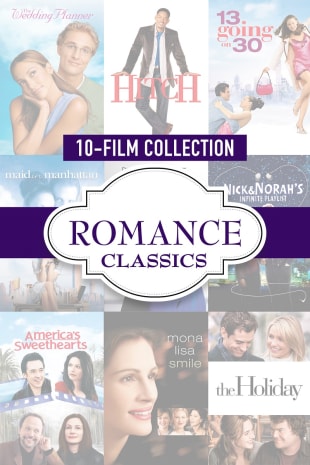 the
Wedding Planner
HITCH
13 going
on 30
10-FILM COLLECTION
maid in manhattan
NICK & NORAH'S
INFINITE PLAYLIST
ROMANCE
CLASSICS
America's
Sweethearts
mona
lisa
smile
the Holiday